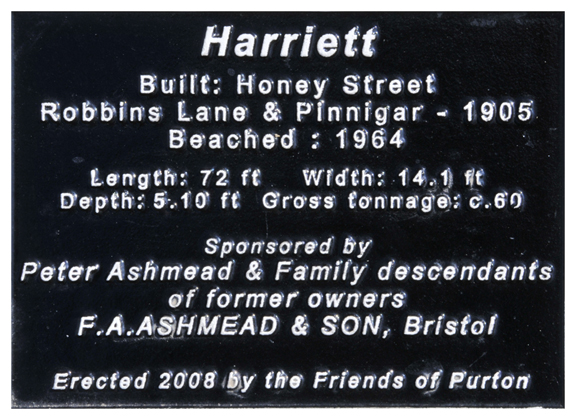 Harriett
Built: Honey Street
Robbins Lane & Pinnigar - 1905
Beached : 1964
Length: 72 ft Width: 14.1 ft
Depth: 5.10 ft Gross tonnage: c.60
Sponsored by
Peter Ashmead & Family descendants
of former owners
F.A.ASHMEAD & SON, Bristol
Erected 2008 by the Friends of Purton